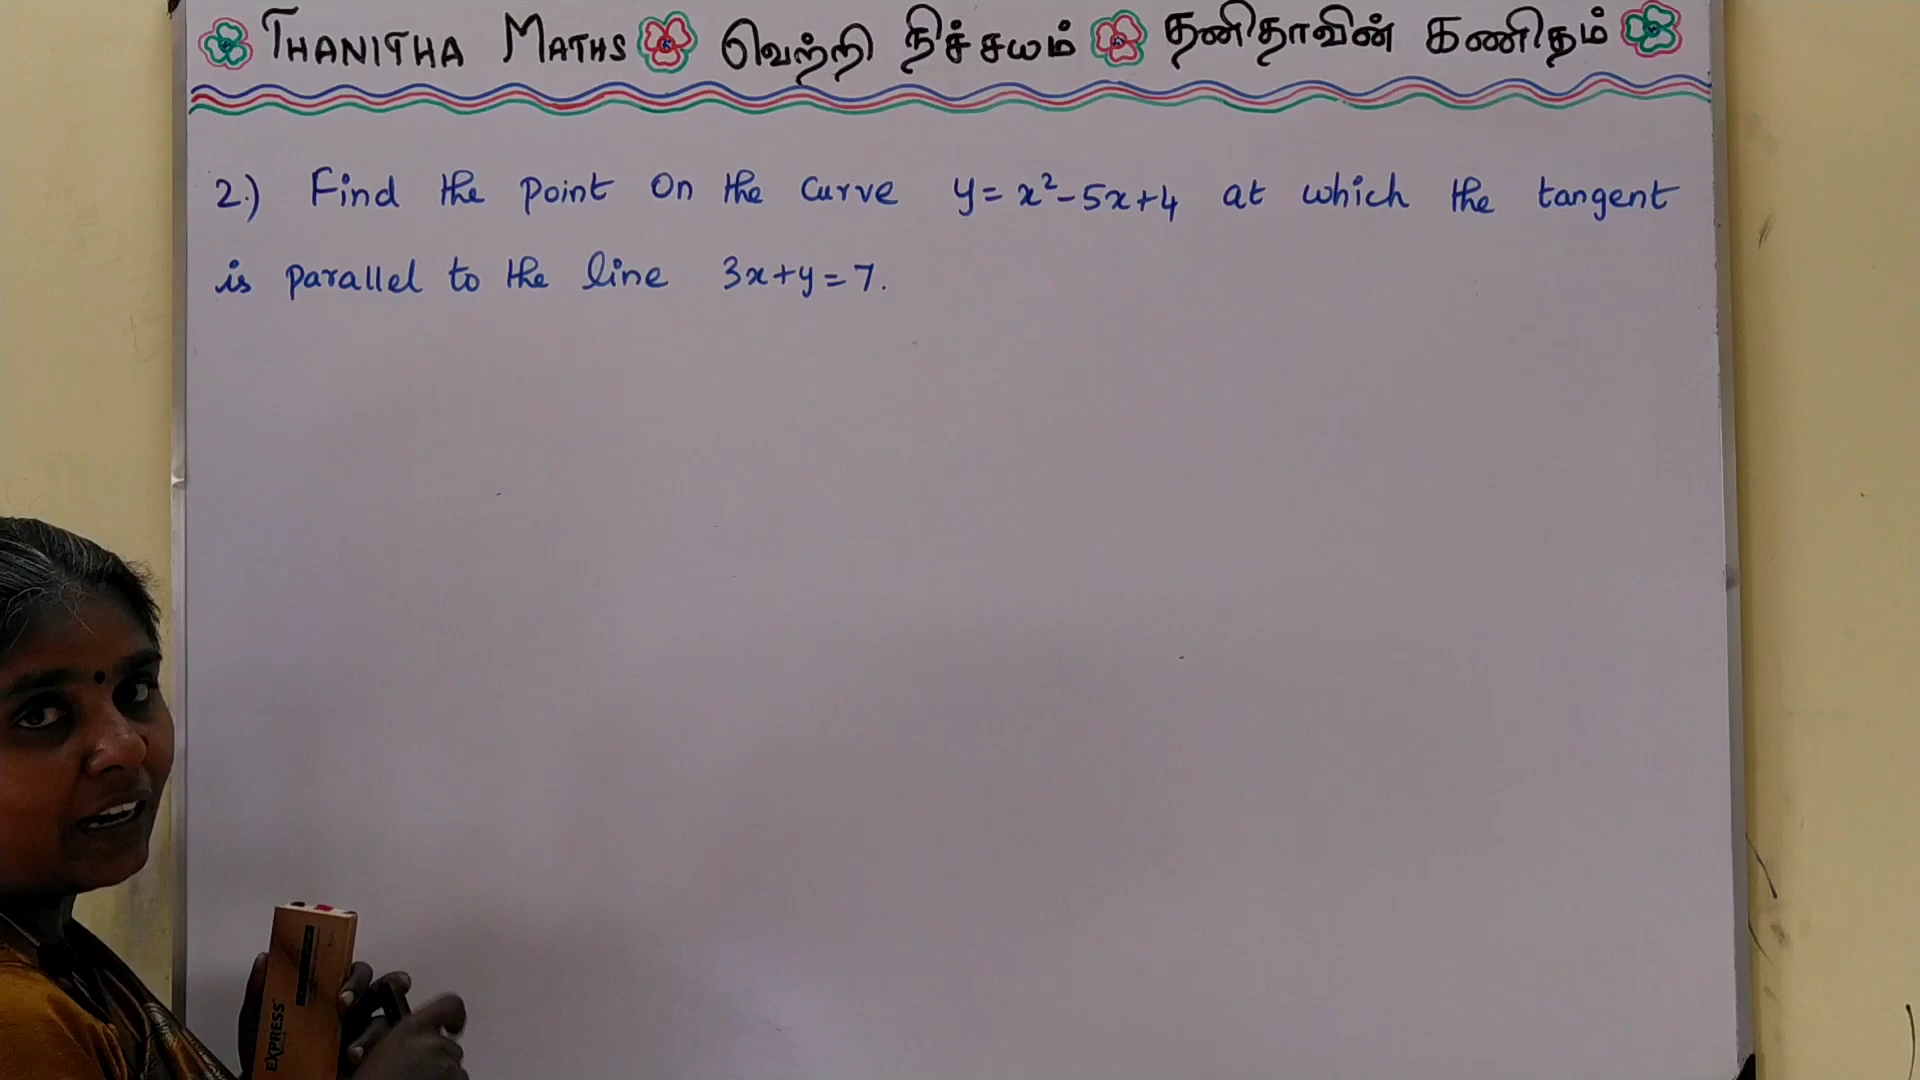 THANITHA MATHS வெற்றி நிச்சயம் தனிதாவின் கணிதம்
2.) Find the point on the curve y = x²-5x+4 at which the tangent
is parallel to the line 3x+y=7.
EXPRESS